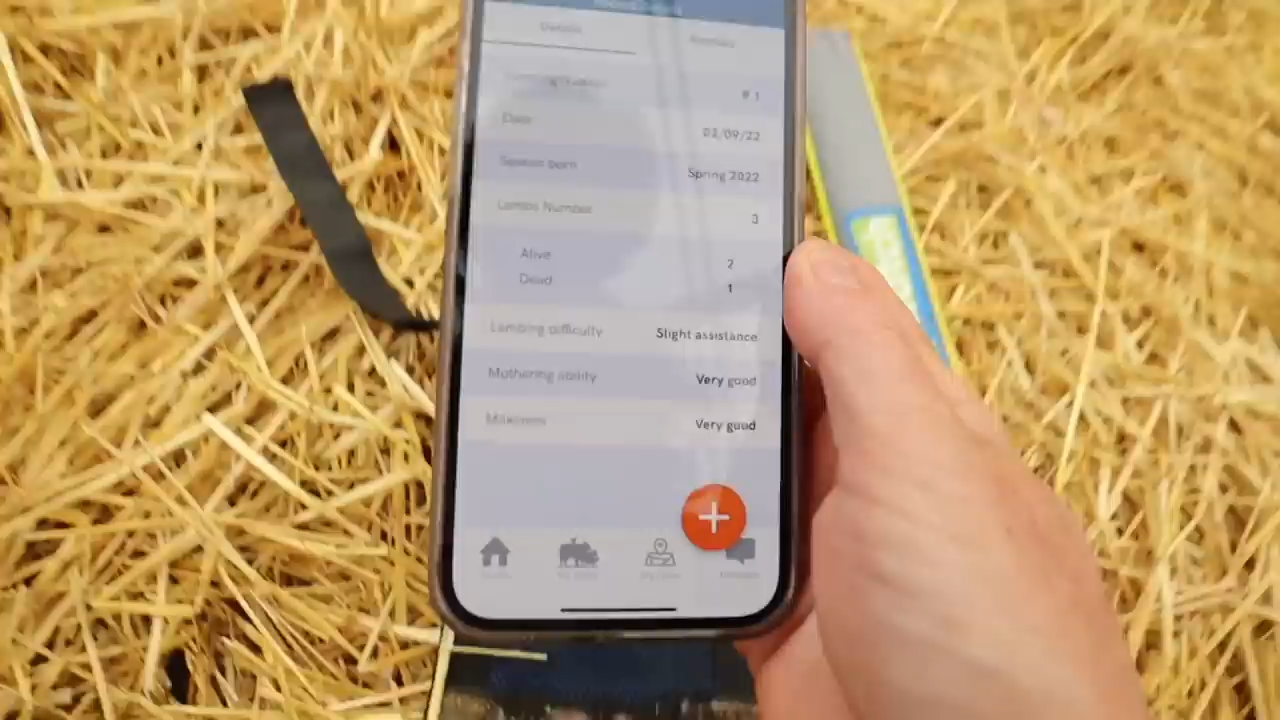 Details
# 1
Date
03/09/22
Season born
Spring 2022
Lambs Number
3
Alive
2
Dead
1
Lambing difficulty
Slight assistance
Mothering ability
Very good
Milkiness
Very good